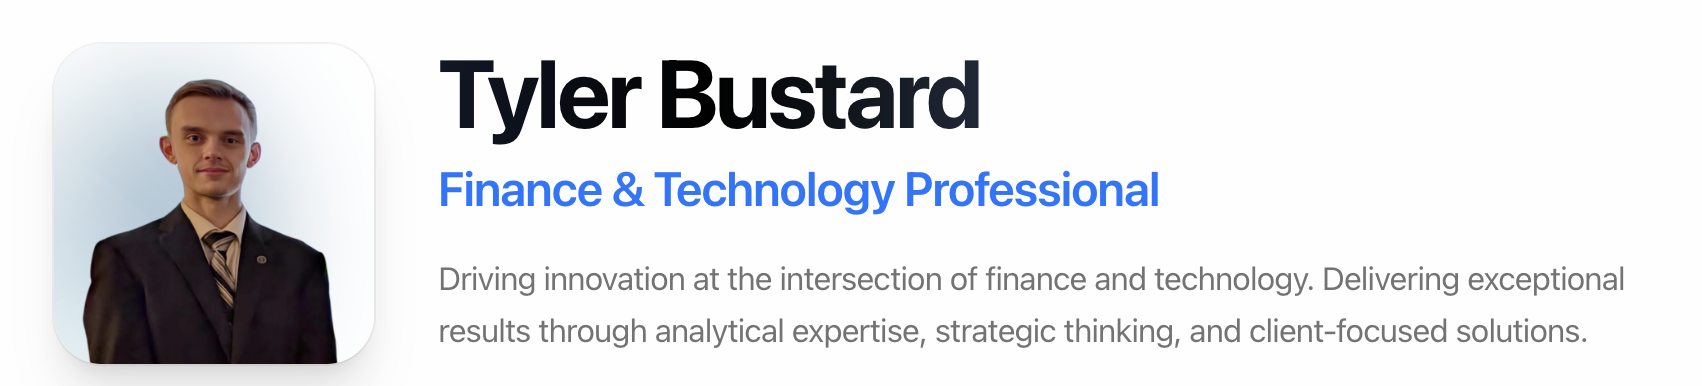 Tyler Bustard
Finance & Technology Professional
Driving innovation at the intersection of finance and technology. Delivering exceptional
results through analytical expertise, strategic thinking, and client-focused solutions.